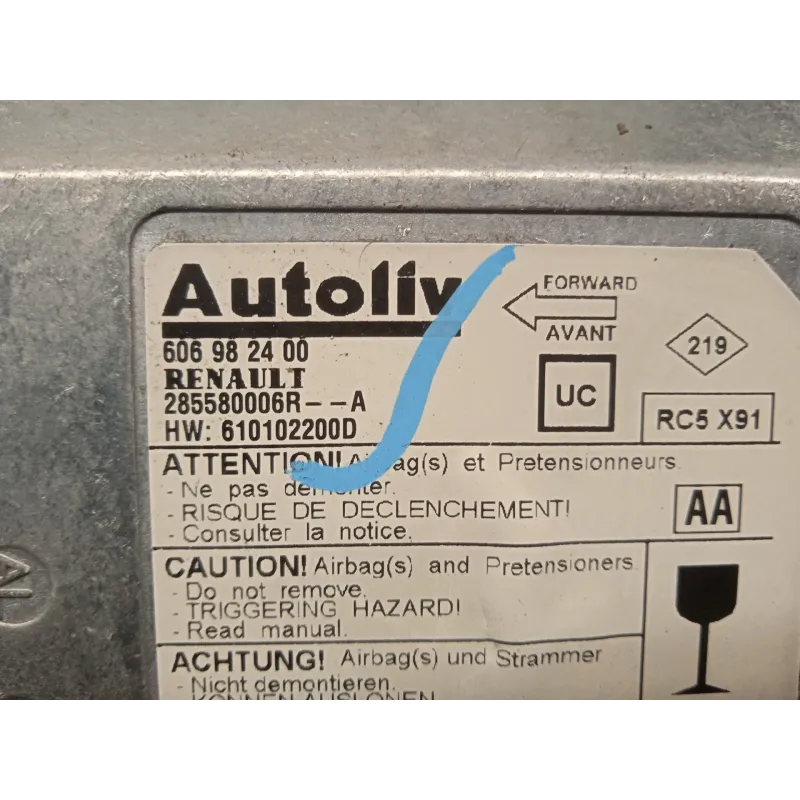 Autoliv
606 98 24 00
RENAULT
285580006R--A
HW: 610102200D
FORWARD
AVANT
219
UC
RC5 X91
ATTENTION! Airbag(s) et Pretensionneurs.
- Ne pas demonter.
- RISQUE DE DECLENCHEMENT!
- Consulter la notice.
AA
CAUTION! Airbag(s) and Pretensioners.
- Do not remove.
- TRIGGERING HAZARD!
- Read manual.
ACHTUNG! Airbag(s) und Strammer
- Nicht demontieren.
- KÖNNEN AUSLÖNEN